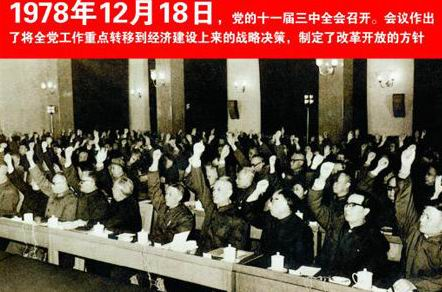 1978年12月18日，党的十一届三中全会召开。会议作出
了将全党工作重点转移到经济建设上来的战略决策，制定了改革开放的方针